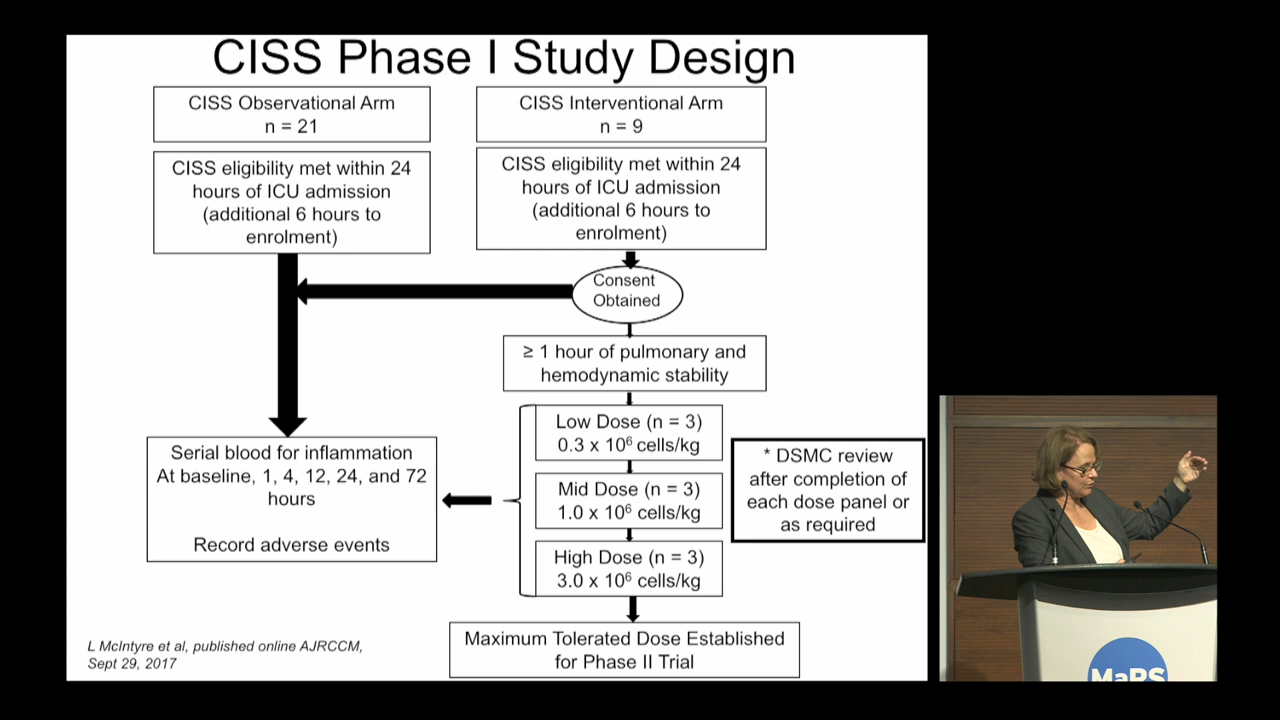 CISS Phase I Study Design
CISS Observational Arm
n = 21
CISS Interventional Arm
n = 9
CISS eligibility met within 24
hours of ICU admission
(additional 6 hours to
enrolment)
CISS eligibility met within 24
hours of ICU admission
(additional 6 hours to
enrolment)
Consent
Obtained
≥ 1 hour of pulmonary and
hemodynamic stability
Low Dose (n = 3)
0.3 x 10⁶ cells/kg
Mid Dose (n = 3)
1.0 x 10⁶ cells/kg
High Dose (n = 3)
3.0 x 10⁶ cells/kg
* DSMC review
after completion of
each dose panel or
as required
Serial blood for inflammation
At baseline, 1, 4, 12, 24, and 72
hours
Record adverse events
Maximum Tolerated Dose Established
for Phase II Trial
L McIntyre et al, published online AJRCCM,
Sept 29, 2017
MaRS